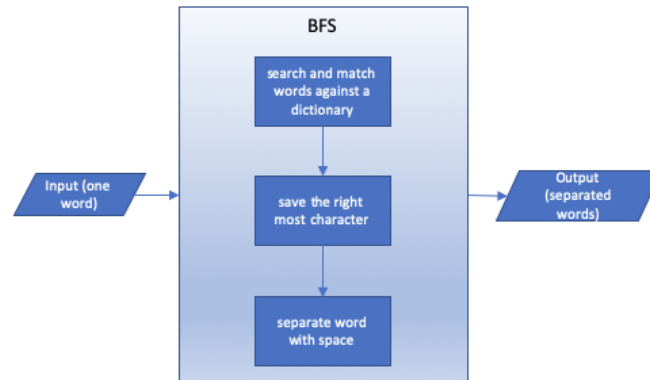 BFS
search and match
words against a
dictionary
Input (one
word)
save the right
most character
Output
(separated
words)
separate word
with space